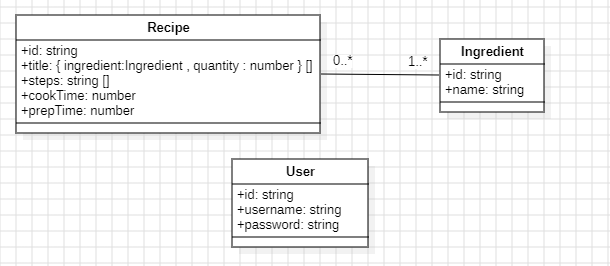 Recipe
+id: string
+title: { ingredient:Ingredient , quantity : number } []
+steps: string []
+cookTime: number
+prepTime: number
0..*
1..*
Ingredient
+id: string
+name: string
User
+id: string
+username: string
+password: string